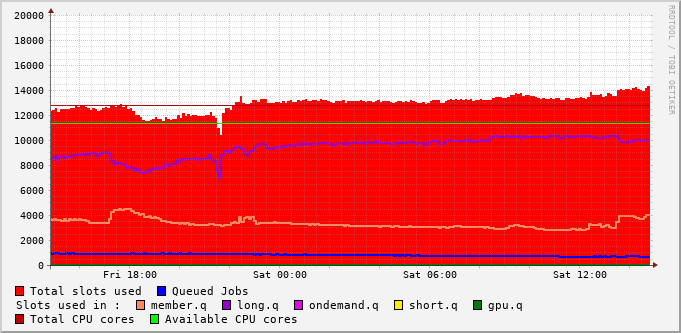 RRDTOOL / TOBI OETIKER
20000
18000
16000
14000
12000
10000
8000
6000
4000
2000
0
Fri 18:00 Sat 00:00 Sat 06:00 Sat 12:00
Total slots used Queued Jobs
Slots used in : member.q long.q ondemand.q short.q gpu.q
Total CPU cores Available CPU cores